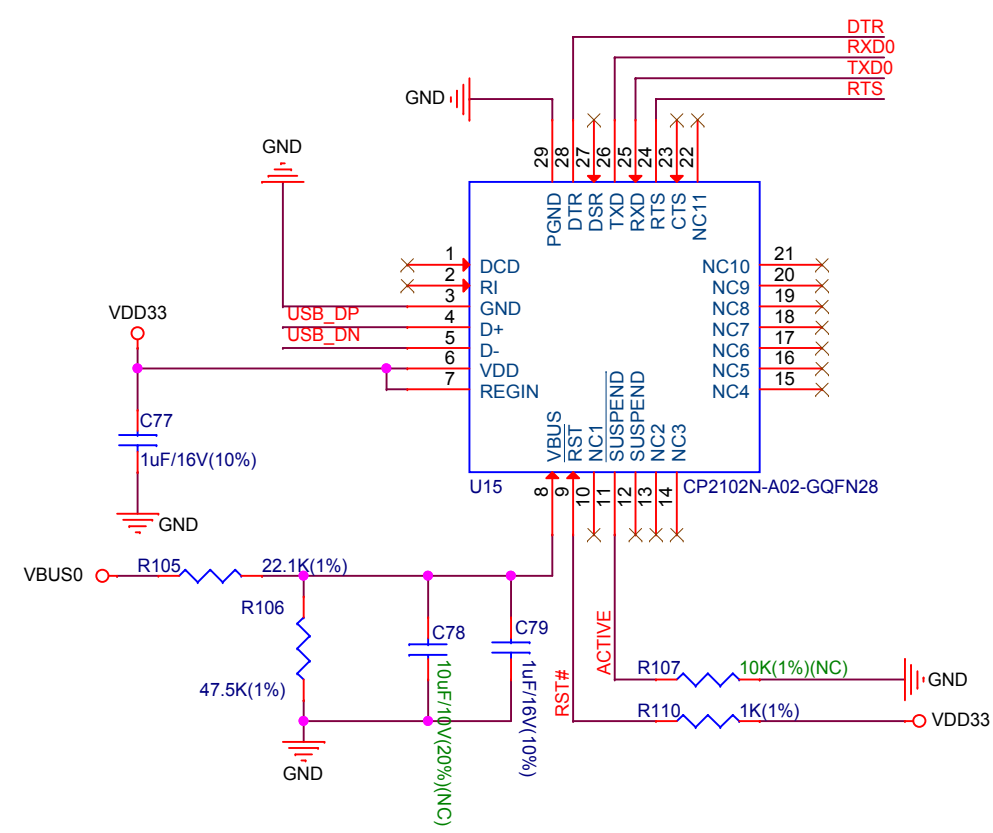 DTR
RXD0
TXD0
RTS
GND
29
28
27
26
25
24
23
22
PGND
DTR
DSR
TXD
RXD
RTS
CTS
NC11
GND
1
DCD
2
RI
3
GND
USB_DP
4
D+
USB_DN
5
D-
6
VDD
7
REGIN
21
NC10
20
NC9
19
NC8
18
NC7
17
NC6
16
NC5
15
NC4
VDD33
C77
1uF/16V(10%)
GND
VBUS
RST
NC1
SUSPEND
SUSPEND
NC2
NC3
U15
CP2102N-A02-GQFN28
8
9
10
11
12
13
14
VBUS0
R105
22.1K(1%)
R106
47.5K(1%)
C78
10uF/10V(20%)(NC)
C79
1uF/16V(10%)
GND
RST#
ACTIVE
R107
10K(1%)(NC)
GND
R110
1K(1%)
VDD33